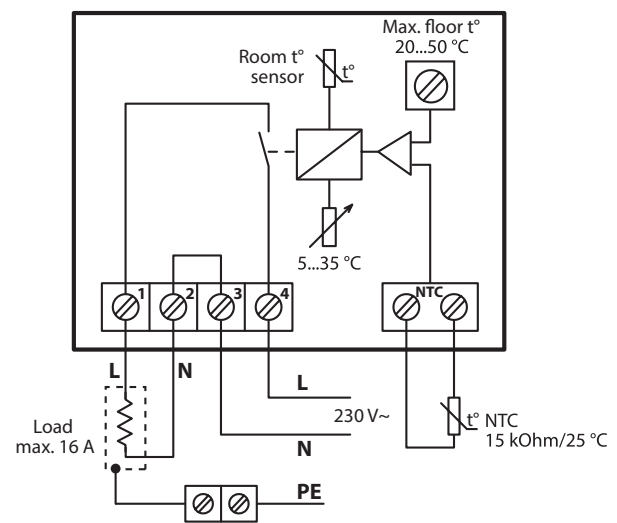 Max. floor t°
20...50 °C
Room t°
sensor
t°
5...35 °C
1
2
3
4
NTC
L
N
L
230 V~
N
Load
max. 16 A
t° NTC
15 kOhm/25 °C
PE